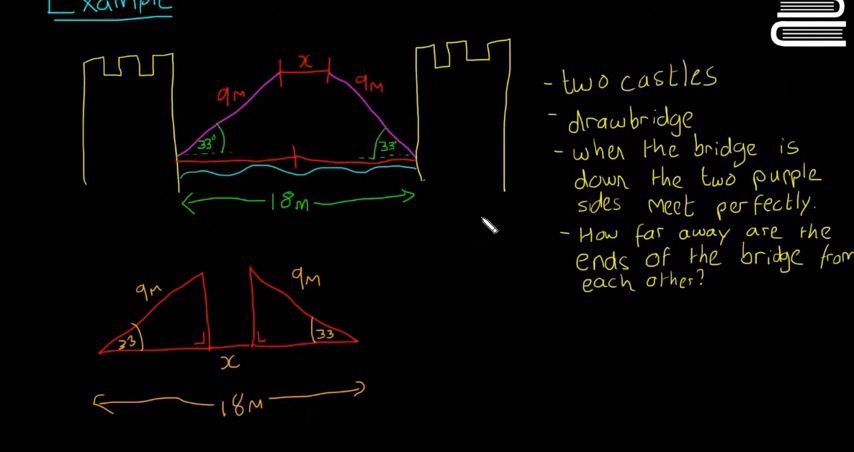 Example
x
9m
9m
33°
33°
18m
- two castles
- drawbridge
- when the bridge is
down the two purple
sides meet perfectly.
- How far away are the
ends of the bridge from
each other?
9m
9m
33
33
x
18m